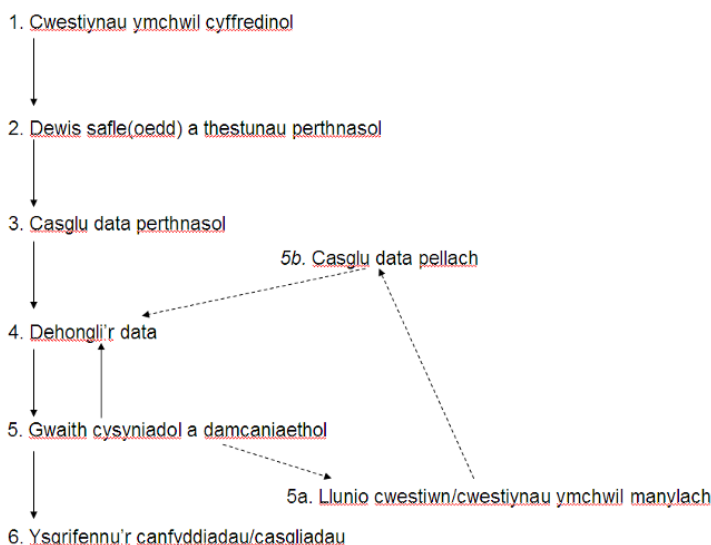 1. Cwestiynau ymchwil cyffredinol
2. Dewis safle(oedd) a thestunau perthnasol
3. Casglu data perthnasol
5b. Casglu data pellach
4. Dehongli'r data
5. Gwaith cysyniadol a damcaniaethol
5a. Llunio cwestiwn/cwestiynau ymchwil manylach
6. Ysgrifennu'r canfyddiadau/casgliadau